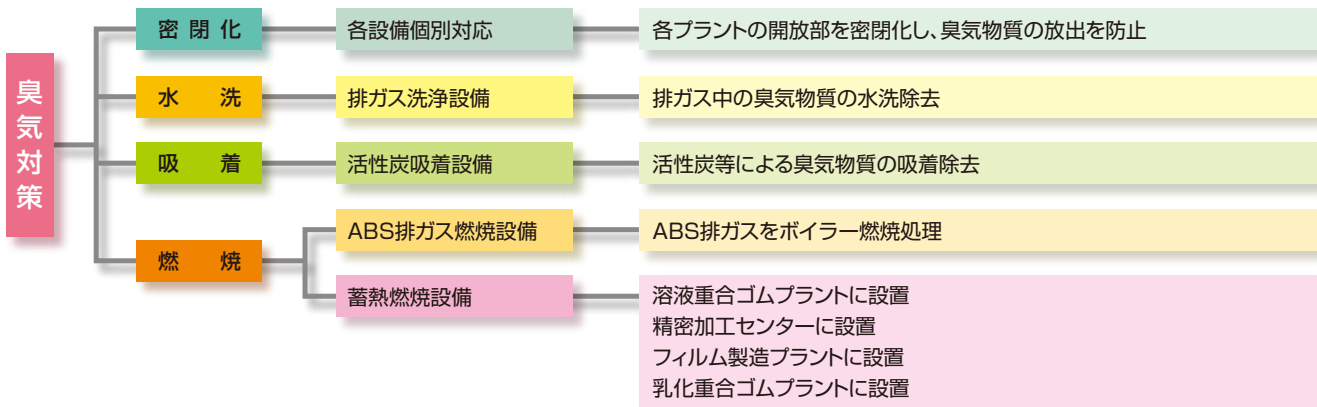 臭気対策
密閉化
各設備個別対応
各プラントの開放部を密閉化し、臭気物質の放出を防止
水洗
排ガス洗浄設備
排ガス中の臭気物質の水洗除去
吸着
活性炭吸着設備
活性炭等による臭気物質の吸着除去
燃焼
ABS排ガス燃焼設備
ABS排ガスをボイラー燃焼処理
蓄熱燃焼設備
溶液重合ゴムプラントに設置
精密加工センターに設置
フィルム製造プラントに設置
乳化重合ゴムプラントに設置